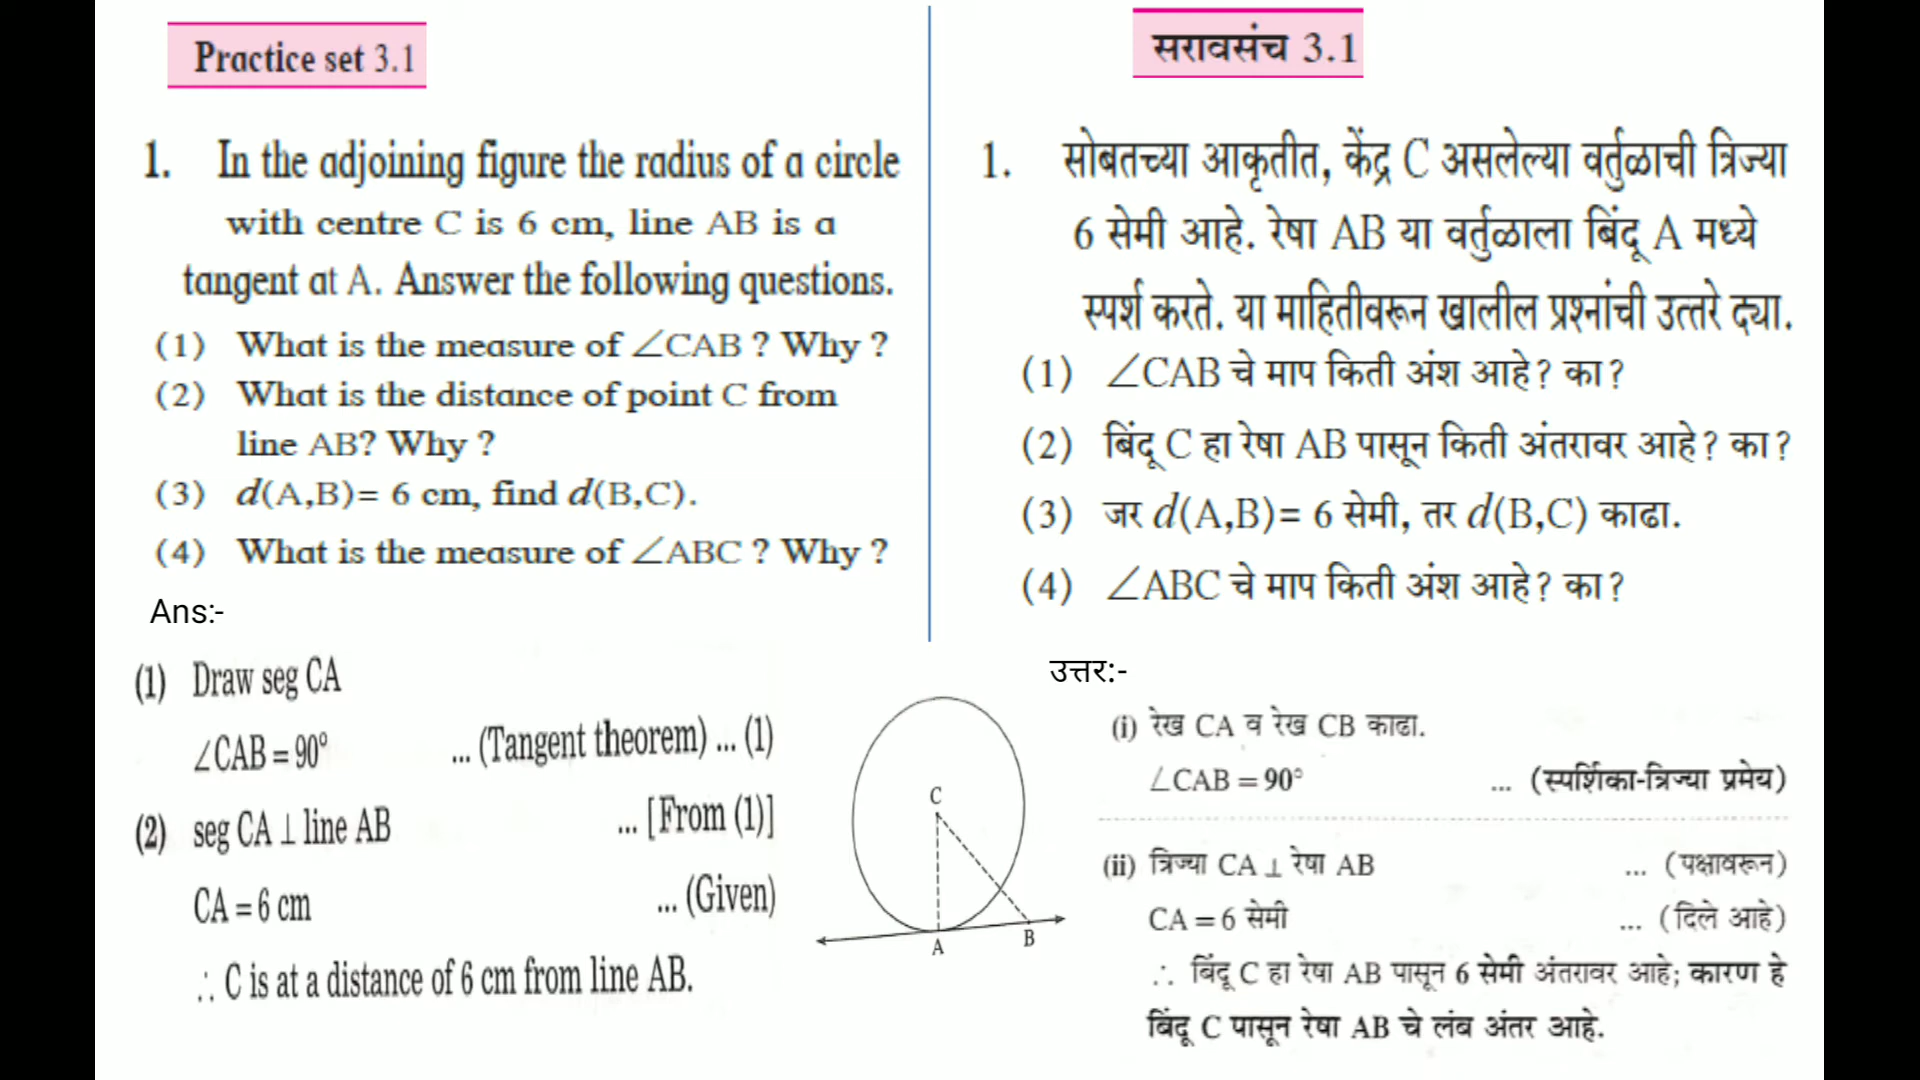 Practice set 3.1
1. In the adjoining figure the radius of a circle
with centre C is 6 cm, line AB is a
tangent at A. Answer the following questions.
(1) What is the measure of ∠CAB ? Why ?
(2) What is the distance of point C from
line AB? Why ?
(3) d(A,B)= 6 cm, find d(B,C).
(4) What is the measure of ∠ABC ? Why ?
Ans:-
(1) Draw seg CA
∠CAB = 90° ... (Tangent theorem) ... (1)
(2) seg CA ⊥ line AB ... [From (1)]
CA = 6 cm ... (Given)
∴ C is at a distance of 6 cm from line AB.
C
A
B
सरावसंच 3.1
1. सोबतच्या आकृतीत, केंद्र C असलेल्या वर्तुळाची त्रिज्या
6 सेमी आहे. रेषा AB या वर्तुळाला बिंदू A मध्ये
स्पर्श करते. या माहितीवरून खालील प्रश्नांची उत्तरे द्या.
(1) ∠CAB चे माप किती अंश आहे? का?
(2) बिंदू C हा रेषा AB पासून किती अंतरावर आहे? का?
(3) जर d(A,B)= 6 सेमी, तर d(B,C) काढा.
(4) ∠ABC चे माप किती अंश आहे? का?
उत्तर:-
(i) रेख CA व रेख CB काढा.
∠CAB = 90° ... (स्पर्शिका-त्रिज्या प्रमेय)
(ii) त्रिज्या CA ⊥ रेषा AB ... (पक्षावरून)
CA = 6 सेमी ... (दिले आहे)
∴ बिंदू C हा रेषा AB पासून 6 सेमी अंतरावर आहे; कारण हे
बिंदू C पासून रेषा AB चे लंब अंतर आहे.